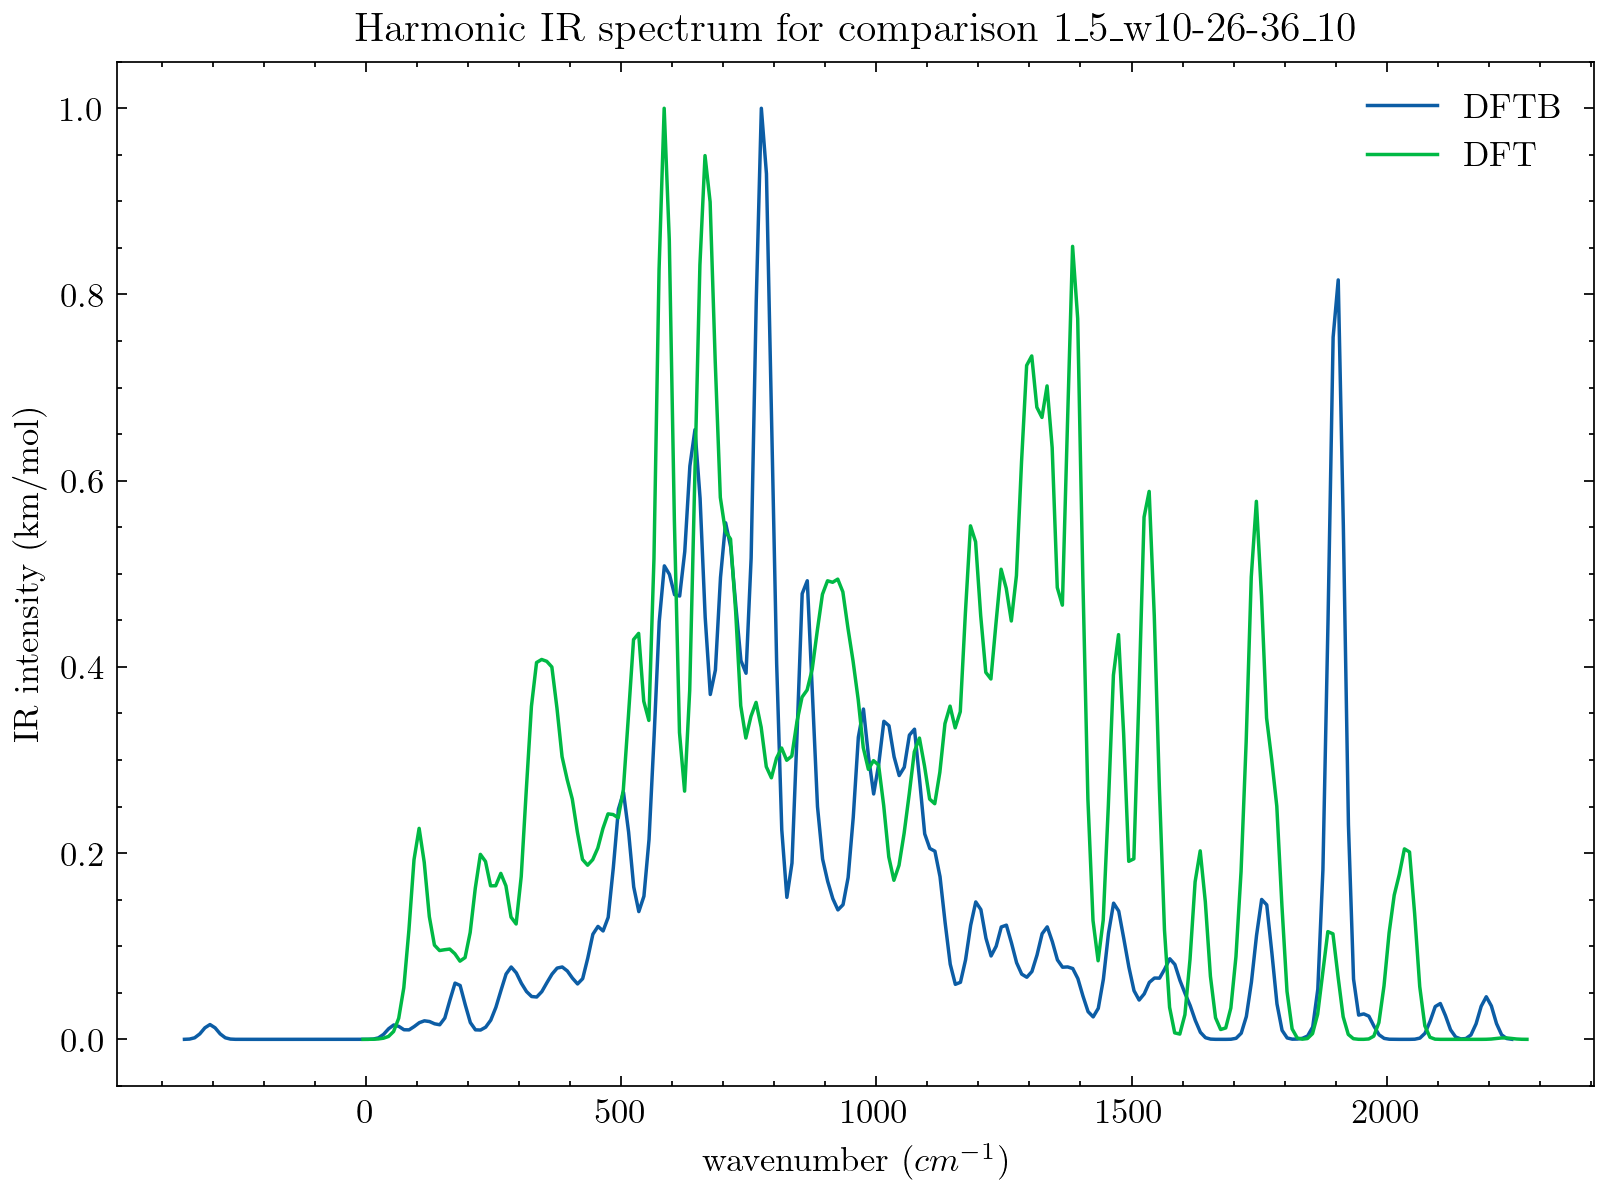 Harmonic IR spectrum for comparison 1_5_w10-26-36_10
DFTB
DFT
IR intensity (km/mol)
1.0
0.8
0.6
0.4
0.2
0.0
0 500 1000 1500 2000
wavenumber (cm⁻¹)